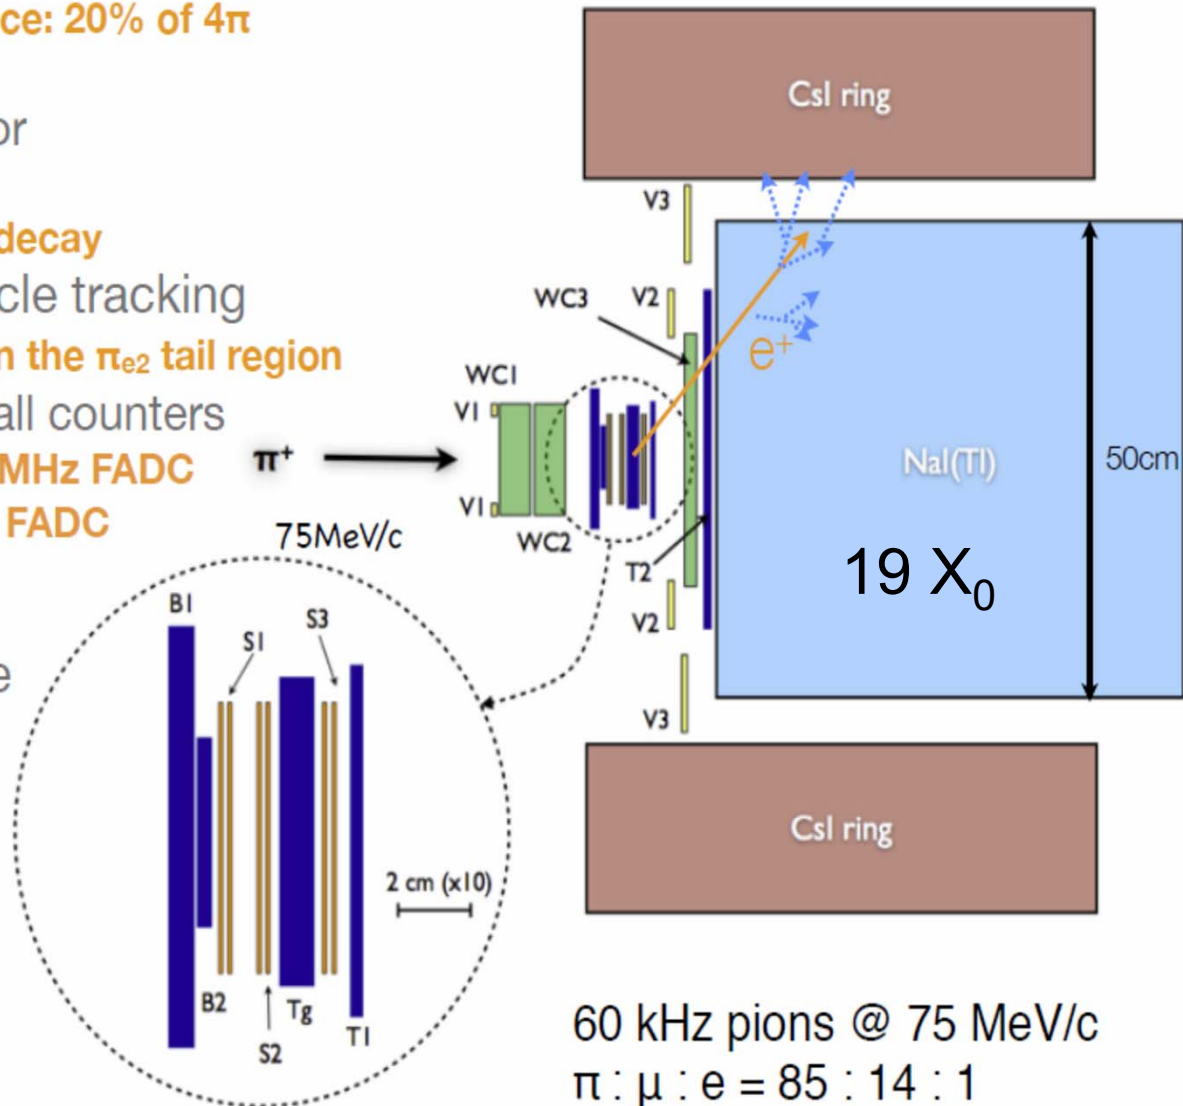 ce: 20% of 4π
or
decay
cle tracking
n the πe2 tail region
all counters
MHz FADC
FADC
e
CsI ring
V3
WC3
V2
e+
WC1
V1
π+
NaI(Tl)
50cm
V1
75MeV/c
WC2
T2
19 X0
V2
V3
B1
S3
S1
2 cm (x10)
CsI ring
B2
Tg
T1
S2
60 kHz pions @ 75 MeV/c
π : μ : e = 85 : 14 : 1